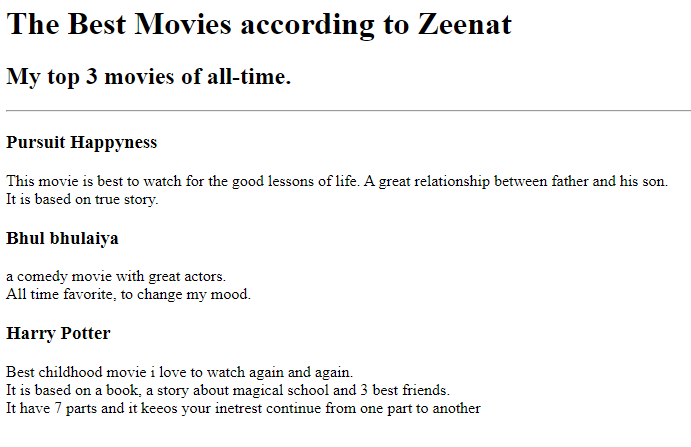 The Best Movies according to Zeenat
My top 3 movies of all-time.
Pursuit Happyness
This movie is best to watch for the good lessons of life. A great relationship between father and his son.
It is based on true story.
Bhul bhulaiya
a comedy movie with great actors.
All time favorite, to change my mood.
Harry Potter
Best childhood movie i love to watch again and again.
It is based on a book, a story about magical school and 3 best friends.
It have 7 parts and it keeos your inetrest continue from one part to another